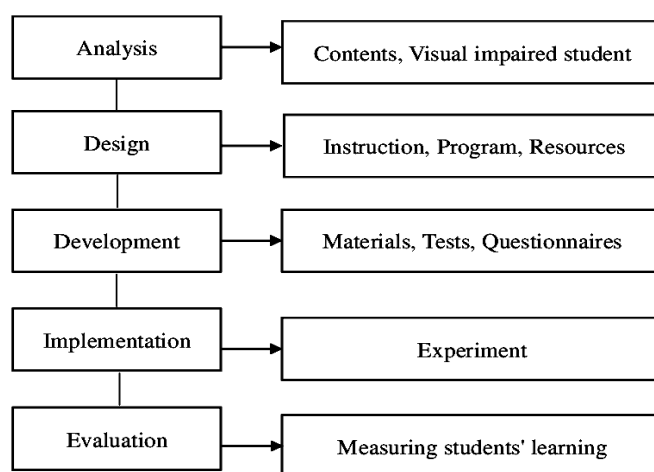 Analysis
Contents, Visual impaired student
Design
Instruction, Program, Resources
Development
Materials, Tests, Questionnaires
Implementation
Experiment
Evaluation
Measuring students' learning